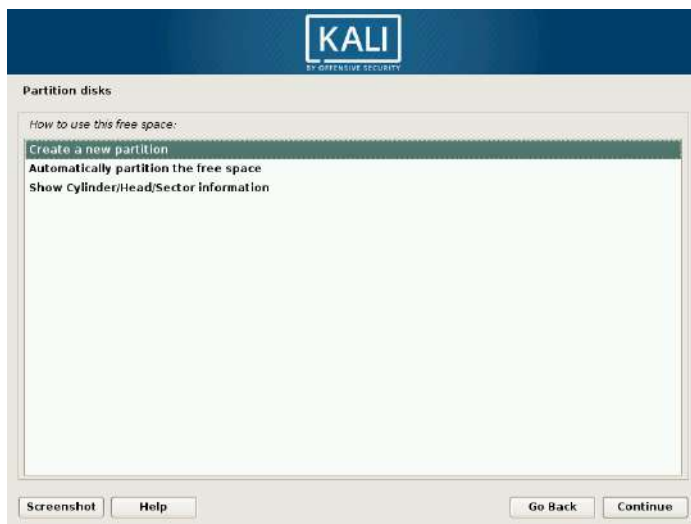 KALI
BY OFFENSIVE SECURITY
Partition disks
How to use this free space:
Create a new partition
Automatically partition the free space
Show Cylinder/Head/Sector information
Screenshot Help Go Back Continue